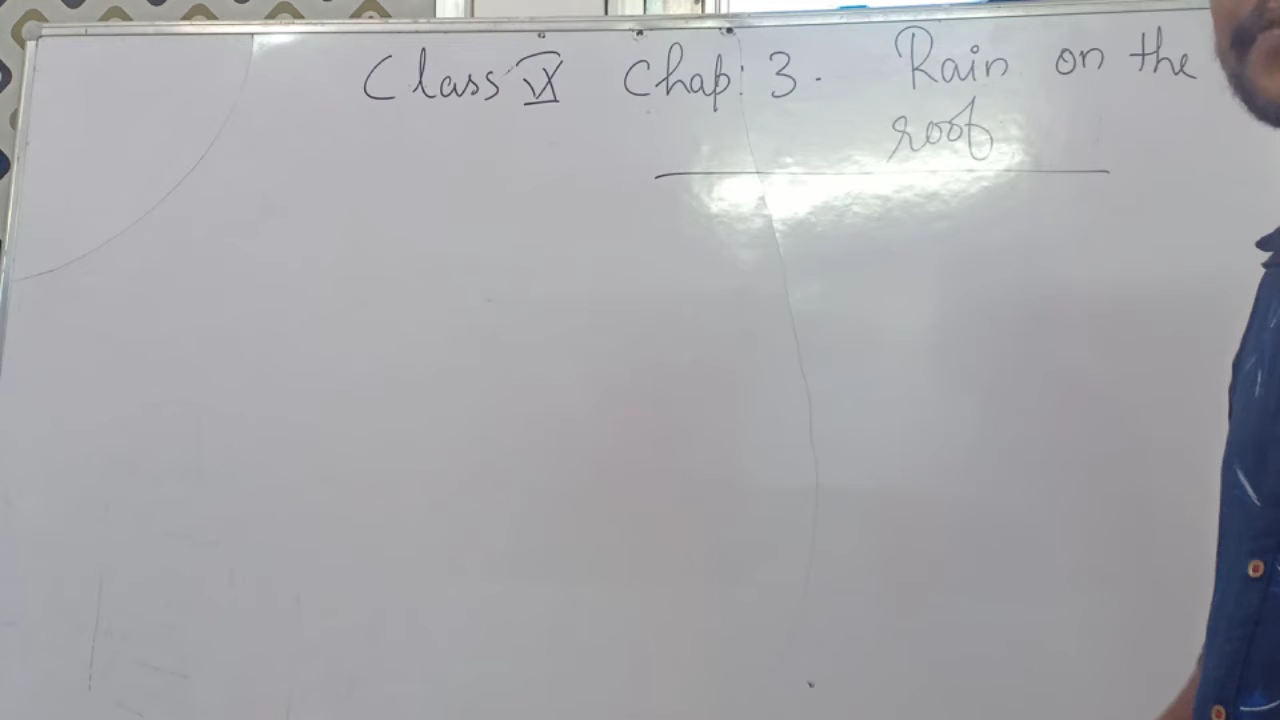 Class IX Chap: 3. Rain on the
roof